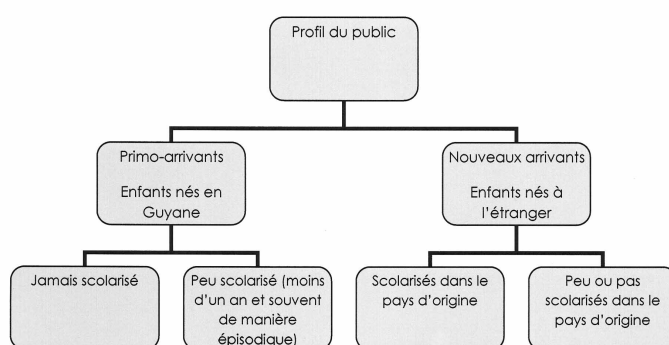 Profil du public
Primo-arrivants
Enfants nés en
Guyane
Nouveaux arrivants
Enfants nés à
l'étranger
Jamais scolarisé
Peu scolarisé (moins
d'un an et souvent
de manière
épisodique)
Scolarisés dans le
pays d'origine
Peu ou pas
scolarisés dans le
pays d'origine